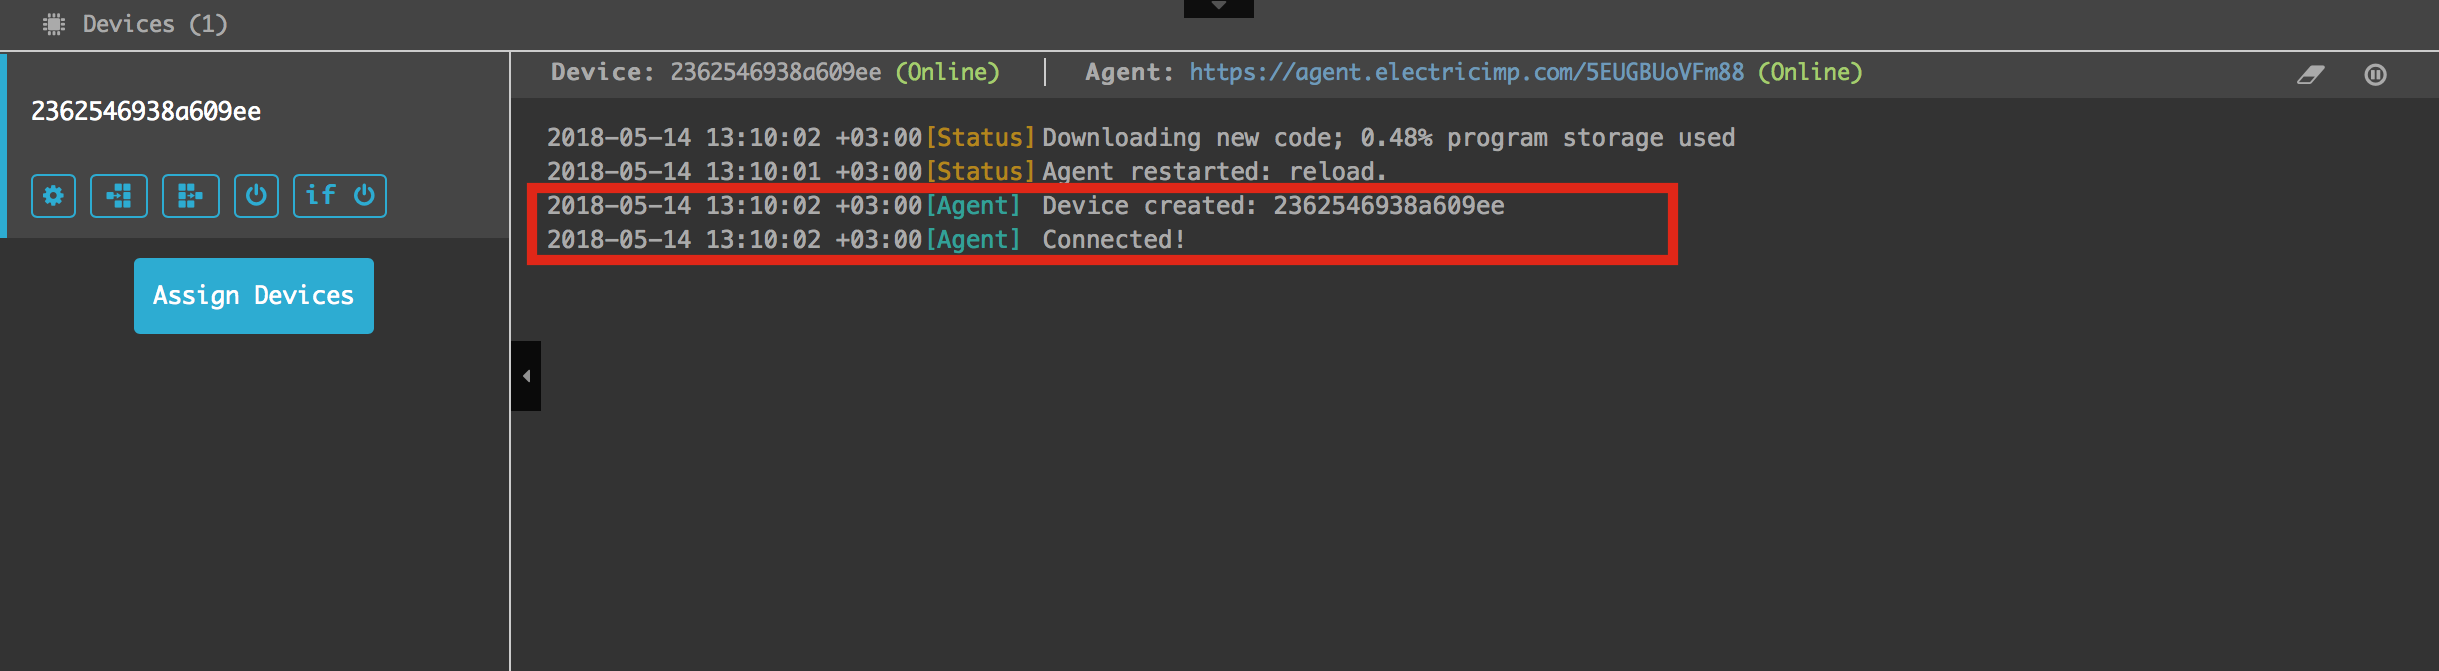 Devices (1)
Device: 2362546938a609ee (Online) | Agent: https://agent.electricimp.com/5EUGBUoVFm88 (Online)
2362546938a609ee
if
Assign Devices
2018-05-14 13:10:02 +03:00[Status] Downloading new code; 0.48% program storage used
2018-05-14 13:10:01 +03:00[Status] Agent restarted: reload.
2018-05-14 13:10:02 +03:00[Agent] Device created: 2362546938a609ee
2018-05-14 13:10:02 +03:00[Agent] Connected!